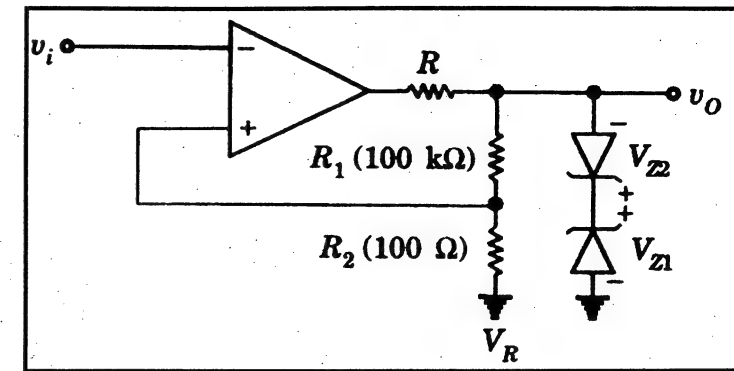 v_i
−
+
R
v_O
R_1 (100 kΩ)
R_2 (100 Ω)
V_R
−
V_Z2
+
+
V_Z1
−